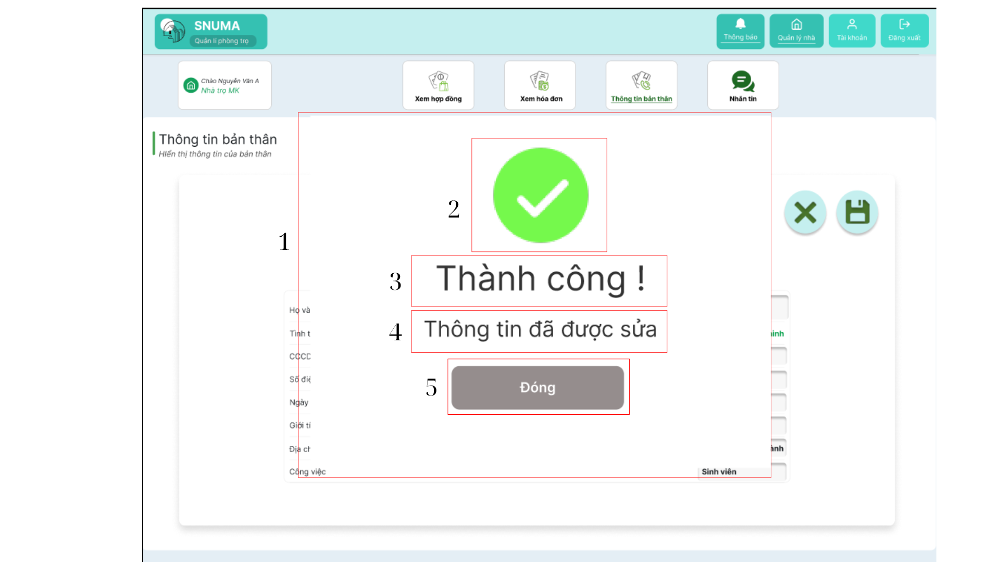 SNUMA
Quản lí phòng trọ
Thông báo
Quản lý nhà
Tài khoản
Đăng xuất
Chào Nguyễn Văn A
Nhà trọ MK
Xem hợp đồng
Xem hóa đơn
Thông tin bản thân
Nhắn tin
Thông tin bản thân
Hiển thị thông tin của bản thân
2
1
3 Thành công !
Họ và
4 Thông tin đã được sửa
Tình t
inh
CCCD
Số điệ
5 Đóng
Ngày
Giới tí
Địa ch
ành
Công việc
Sinh viên